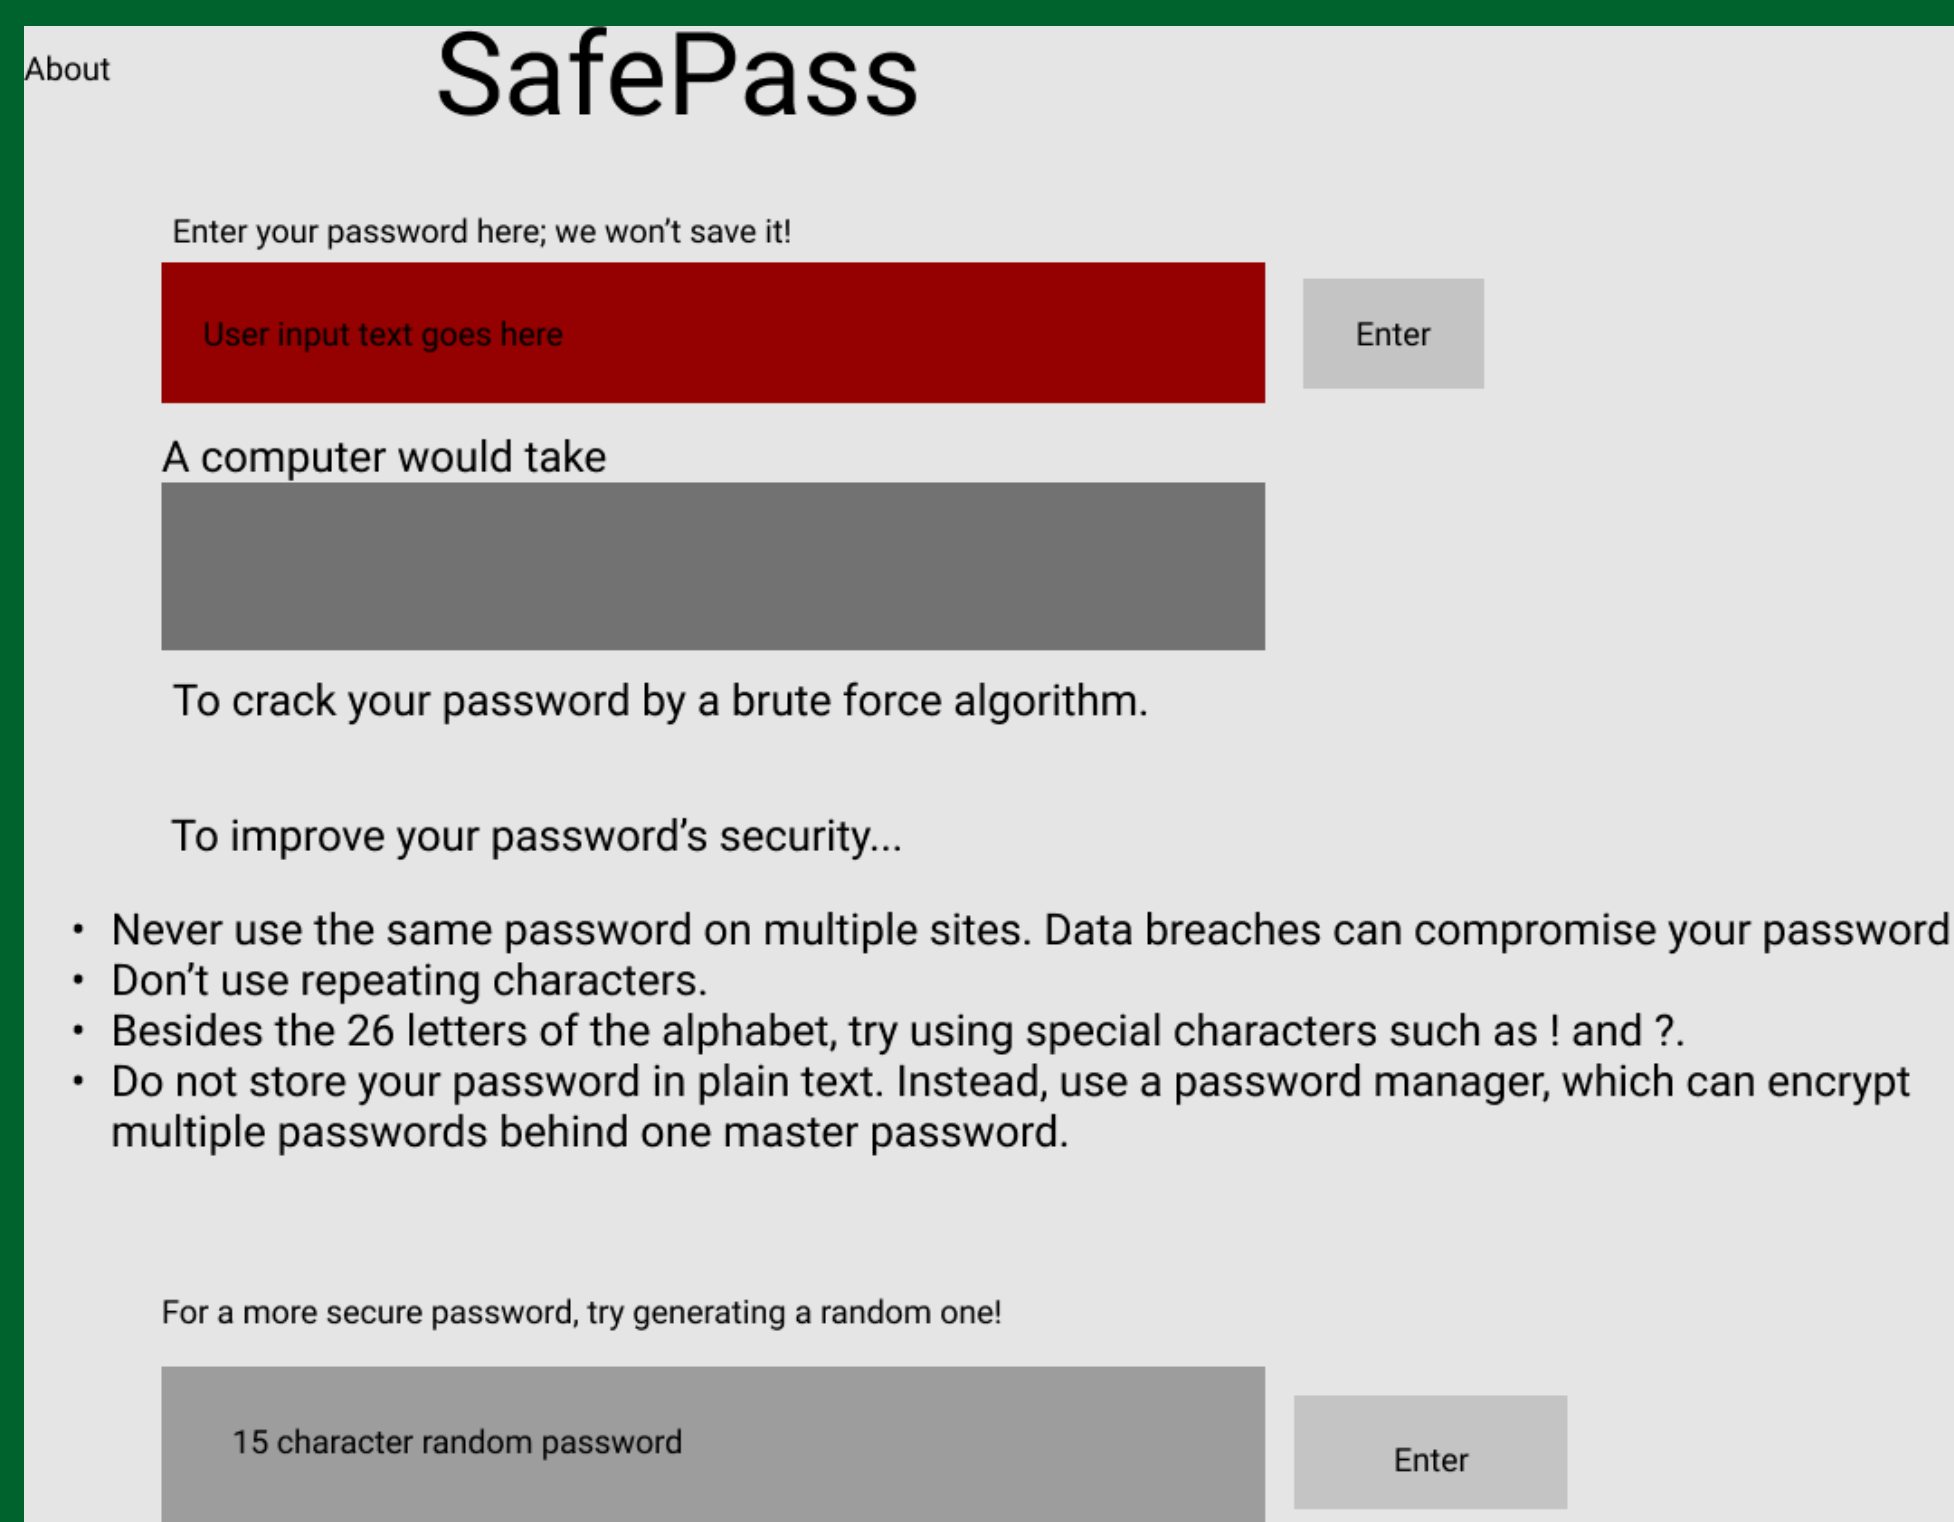 About
SafePass
Enter your password here; we won’t save it!
User input text goes here
Enter
A computer would take
To crack your password by a brute force algorithm.
To improve your password’s security...
• Never use the same password on multiple sites. Data breaches can compromise your password
• Don’t use repeating characters.
• Besides the 26 letters of the alphabet, try using special characters such as ! and ?.
• Do not store your password in plain text. Instead, use a password manager, which can encrypt
multiple passwords behind one master password.
For a more secure password, try generating a random one!
15 character random password
Enter